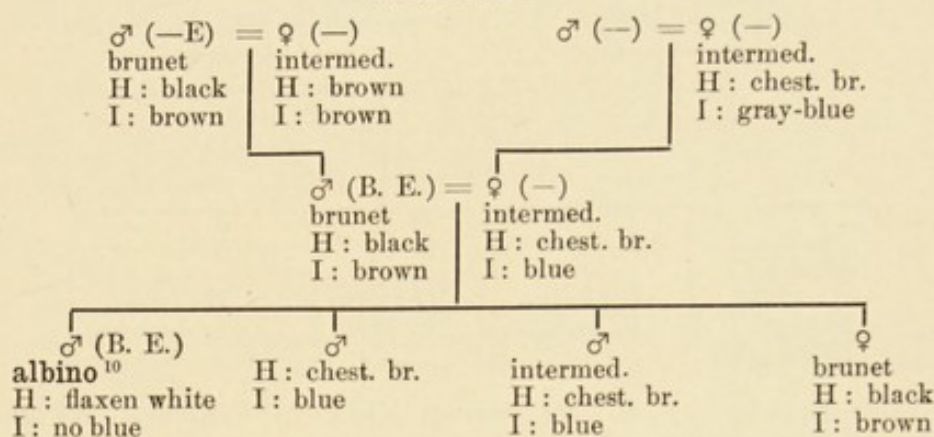 ♂ (—E) = ♀ (—) ♂ (—) = ♀ (—)
brunet intermed. intermed.
H : black H : brown H : chest. br.
I : brown I : brown I : gray-blue
♂ (B. E.) = ♀ (—)
brunet intermed.
H : black H : chest. br.
I : brown I : blue
♂ (B. E.) ♂ ♂ ♀
albino¹⁰ H : chest. br. intermed. brunet
H : flaxen white I : blue H : chest. br. H : black
I : no blue I : blue I : brown